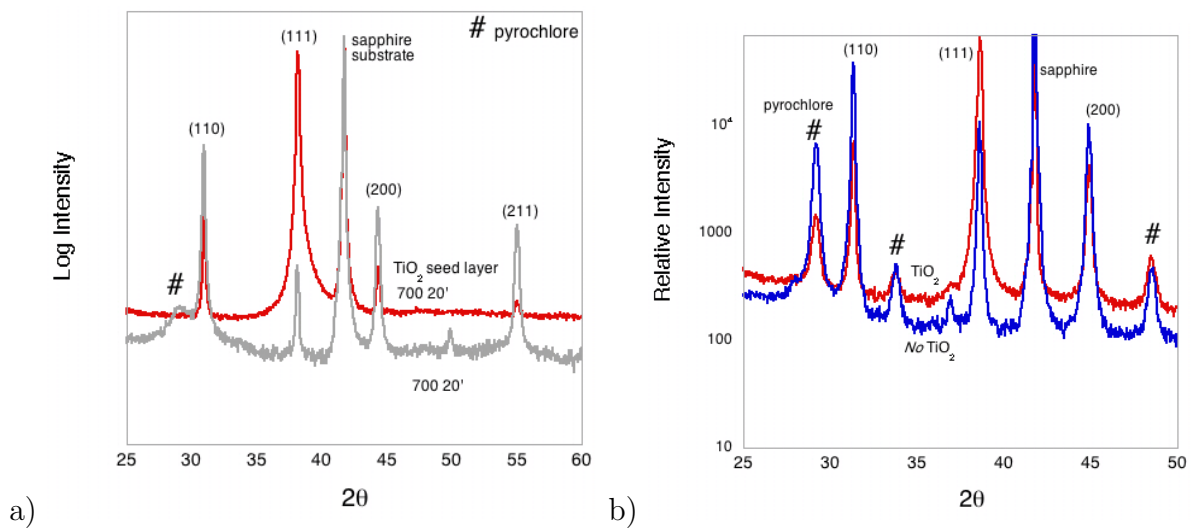 (111)
# pyrochlore
sapphire
substrate
(110)
(200)
(211)
#
TiO2 seed layer
700 20'
700 20'
Log Intensity
25 30 35 40 45 50 55 60
2θ
a)
(110)
(111)
sapphire
pyrochlore
#
(200)
#
#
TiO2
No TiO2
10⁴
1000
100
10
Relative Intensity
25 30 35 40 45 50
2θ
b)